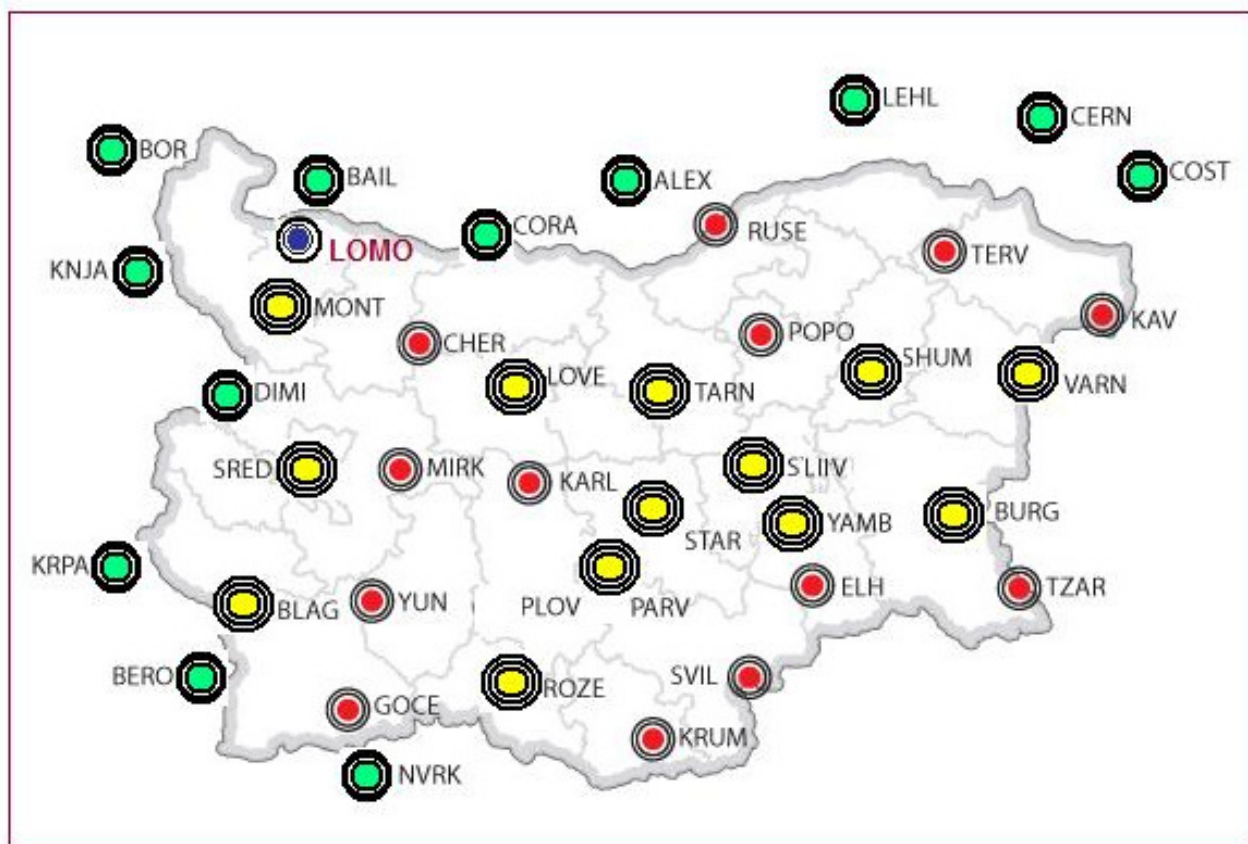 LEHL
CERN
BOR
BAIL
ALEX
COST
CORA
RUSE
LOMO
TERV
KNJA
MONT
KAV
POPO
CHER
SHUM
LOVE
VARN
DIMI
TARN
SRED
MIRK
SLIIV
KARL
BURG
YAMB
STAR
KRPA
ELH
TZAR
YUN
PLOV
PARV
BLAG
BERO
SVIL
ROZE
GOCE
KRUM
NVRK